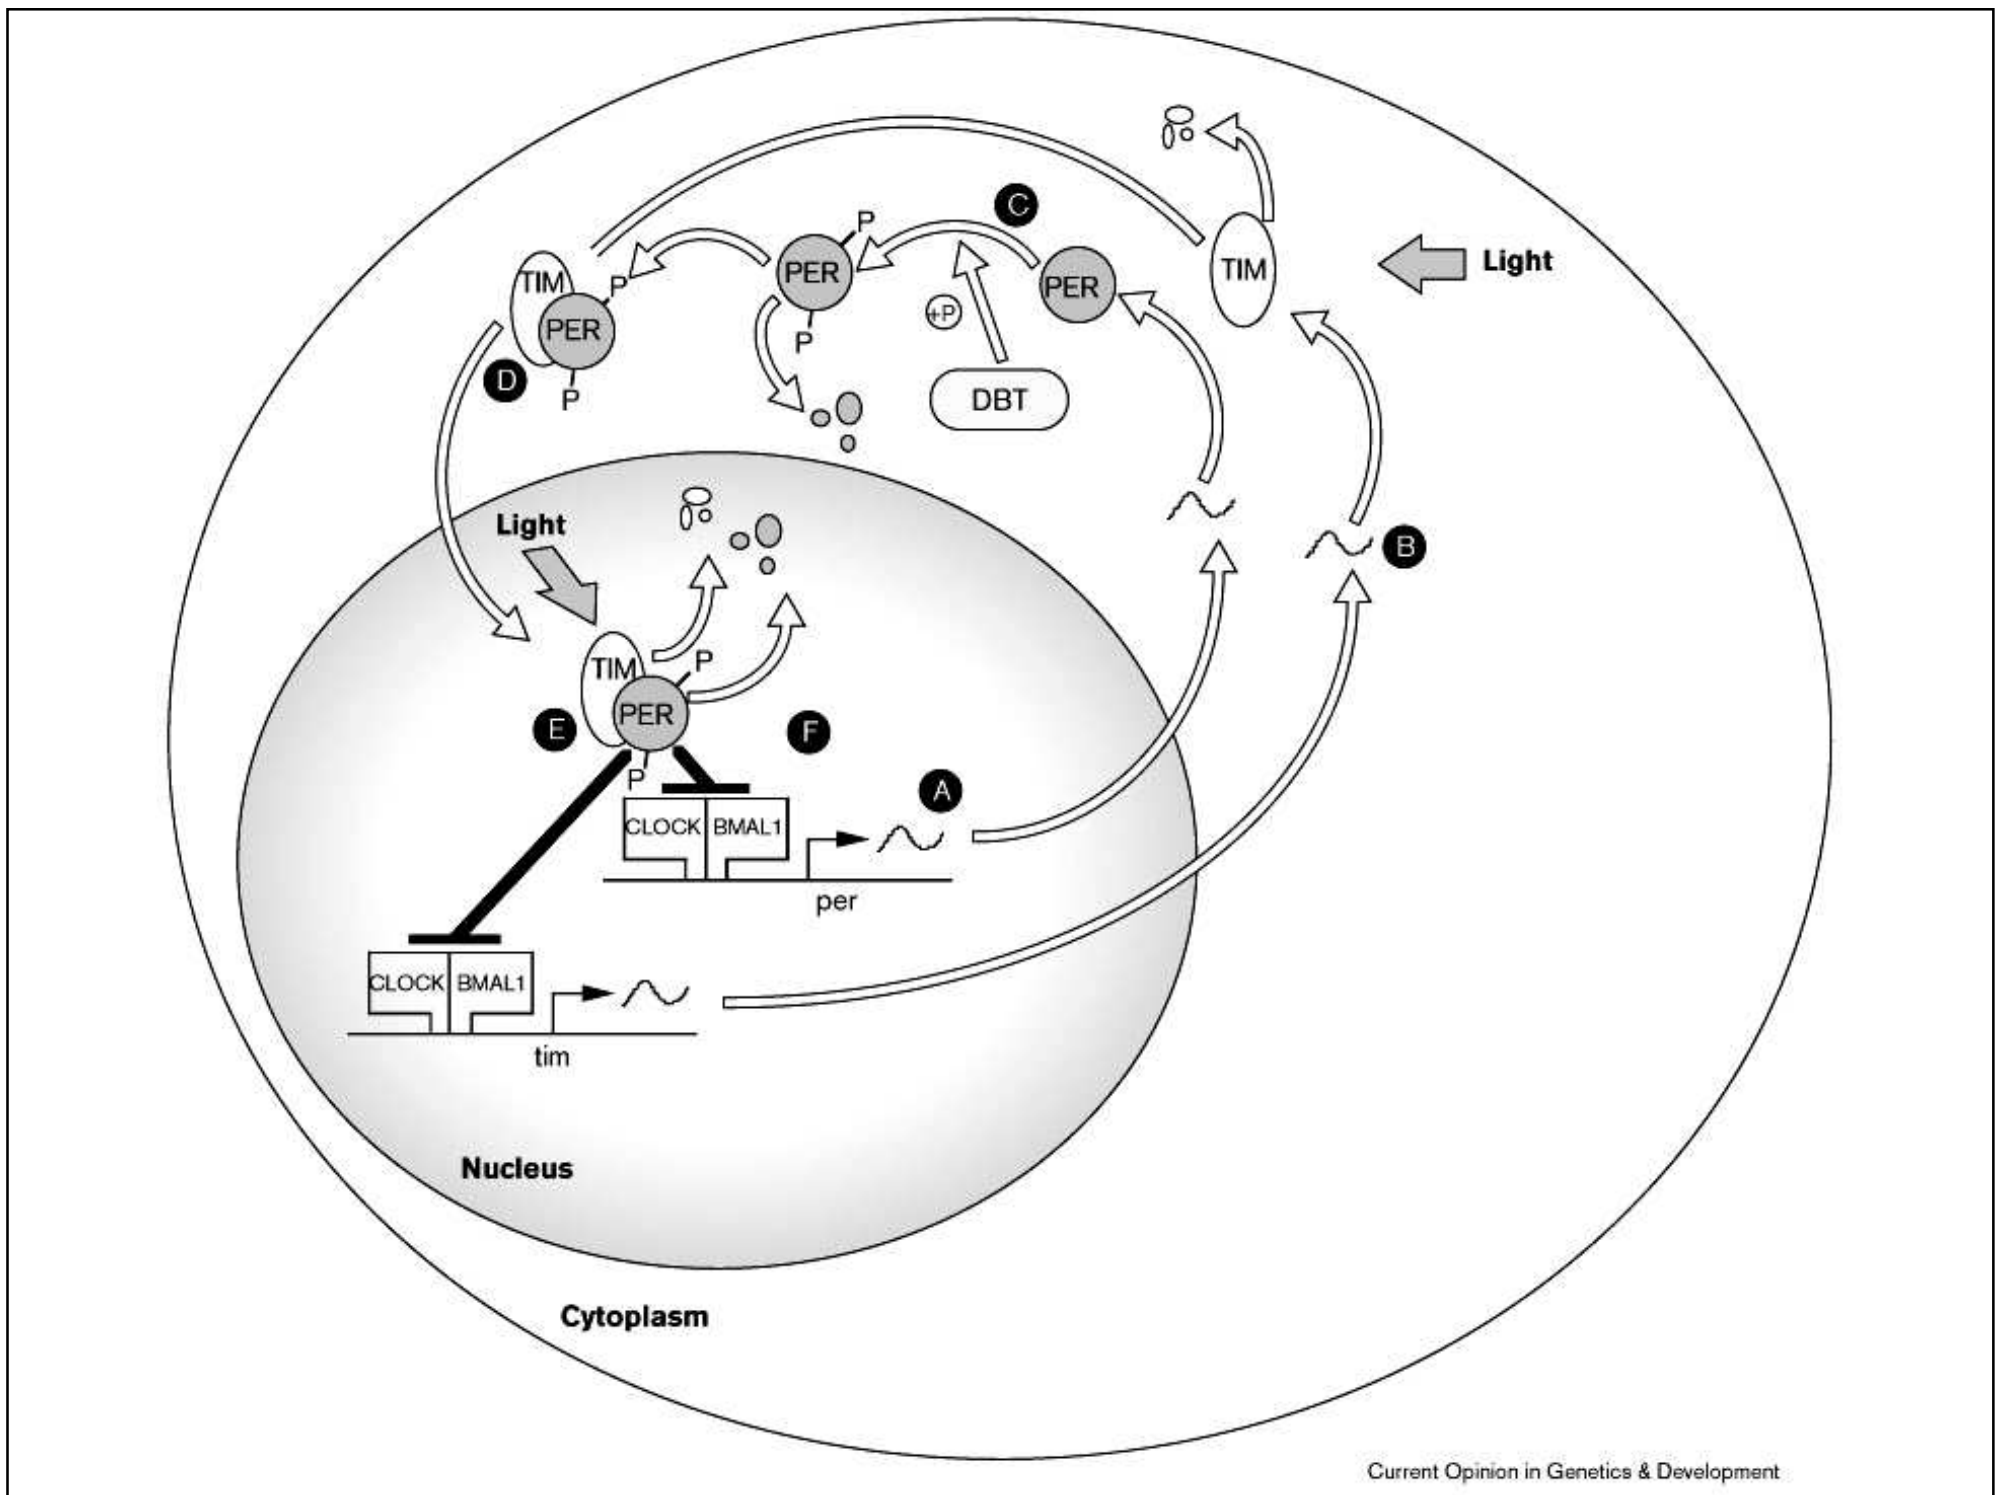 C
P
TIM
PER
P
P
D
PER
P
P
PER
TIM
Light
+P
DBT
Light
B
TIM
P
PER
E
P
F
A
CLOCK
BMAL1
per
CLOCK
BMAL1
tim
Nucleus
Cytoplasm
Current Opinion in Genetics & Development